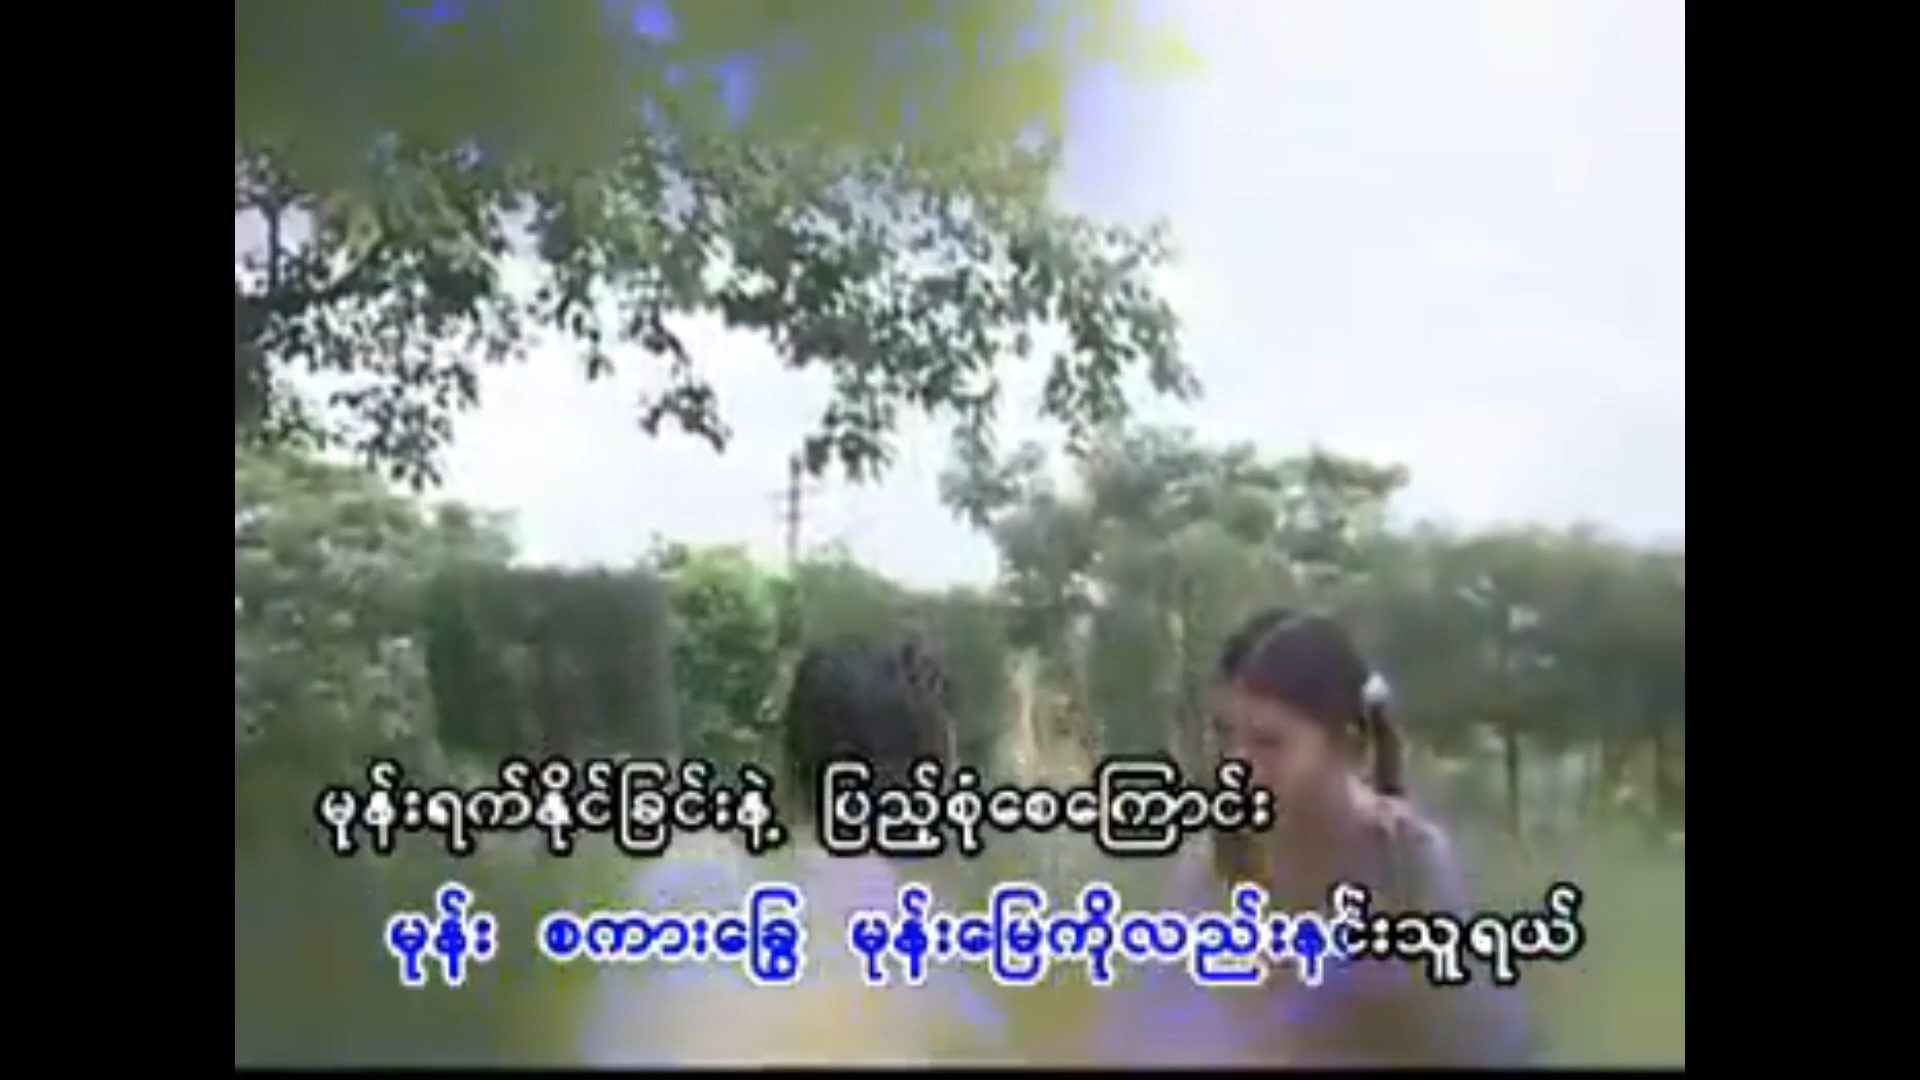 မုန်းရက်နိုင်ခြင်းနဲ့ ပြည့်စုံစေကြောင်း
မုန်း စကားခြွေ မုန်းမြေကိုလည်းနင်းသူရယ်